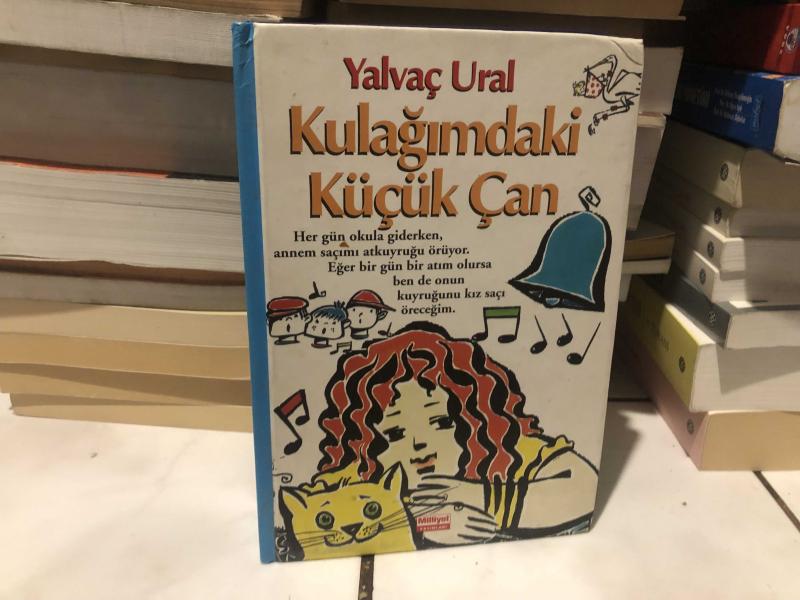 Yalvaç Ural
Kulağımdaki
Küçük Çan
Her gün okula giderken,
annem saçımı atkuyruğu örüyor.
Eğer bir gün bir atım olursa
ben de onun
kuyruğunu kız saçı
öreceğim.
Milliyet
YAYINLARI